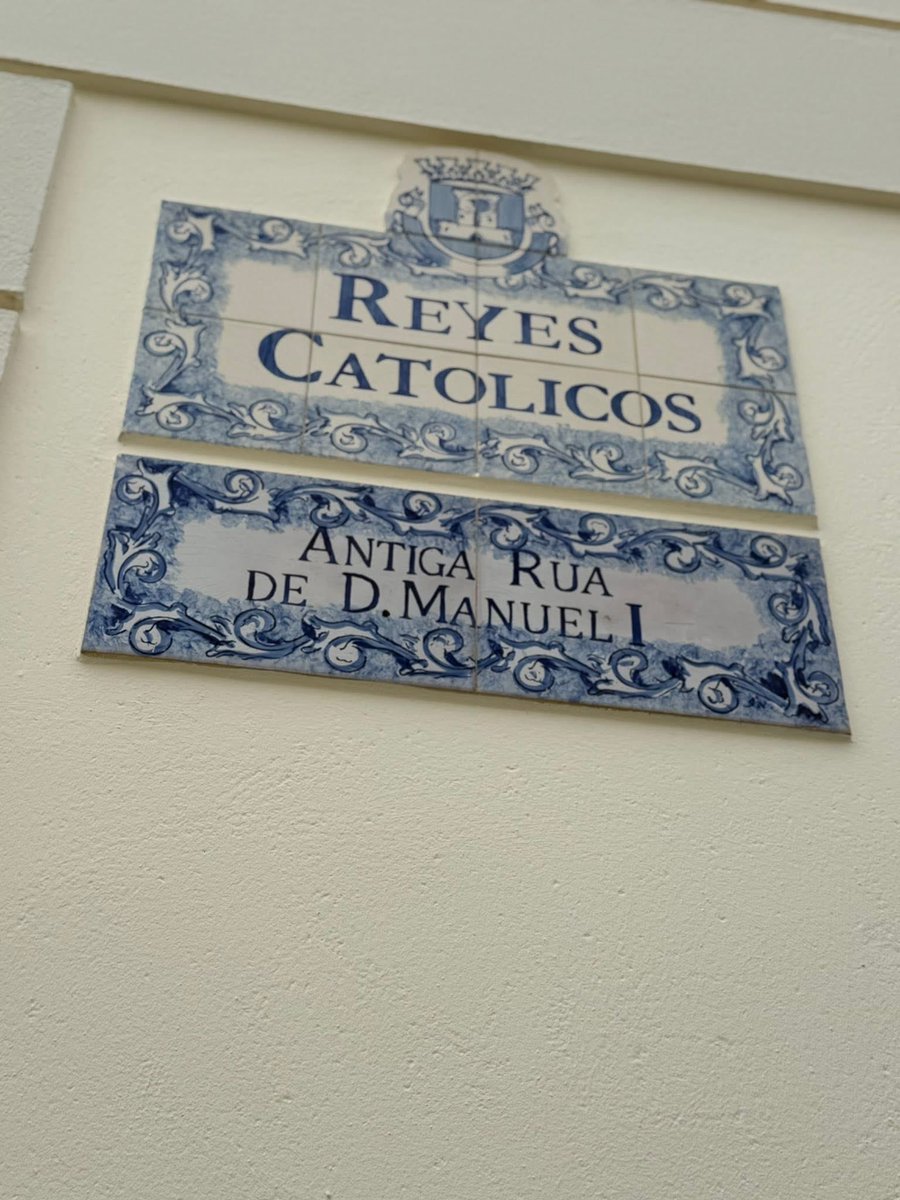 REYES
CATOLICOS
ANTIGA RUA
DE D. MANUEL I